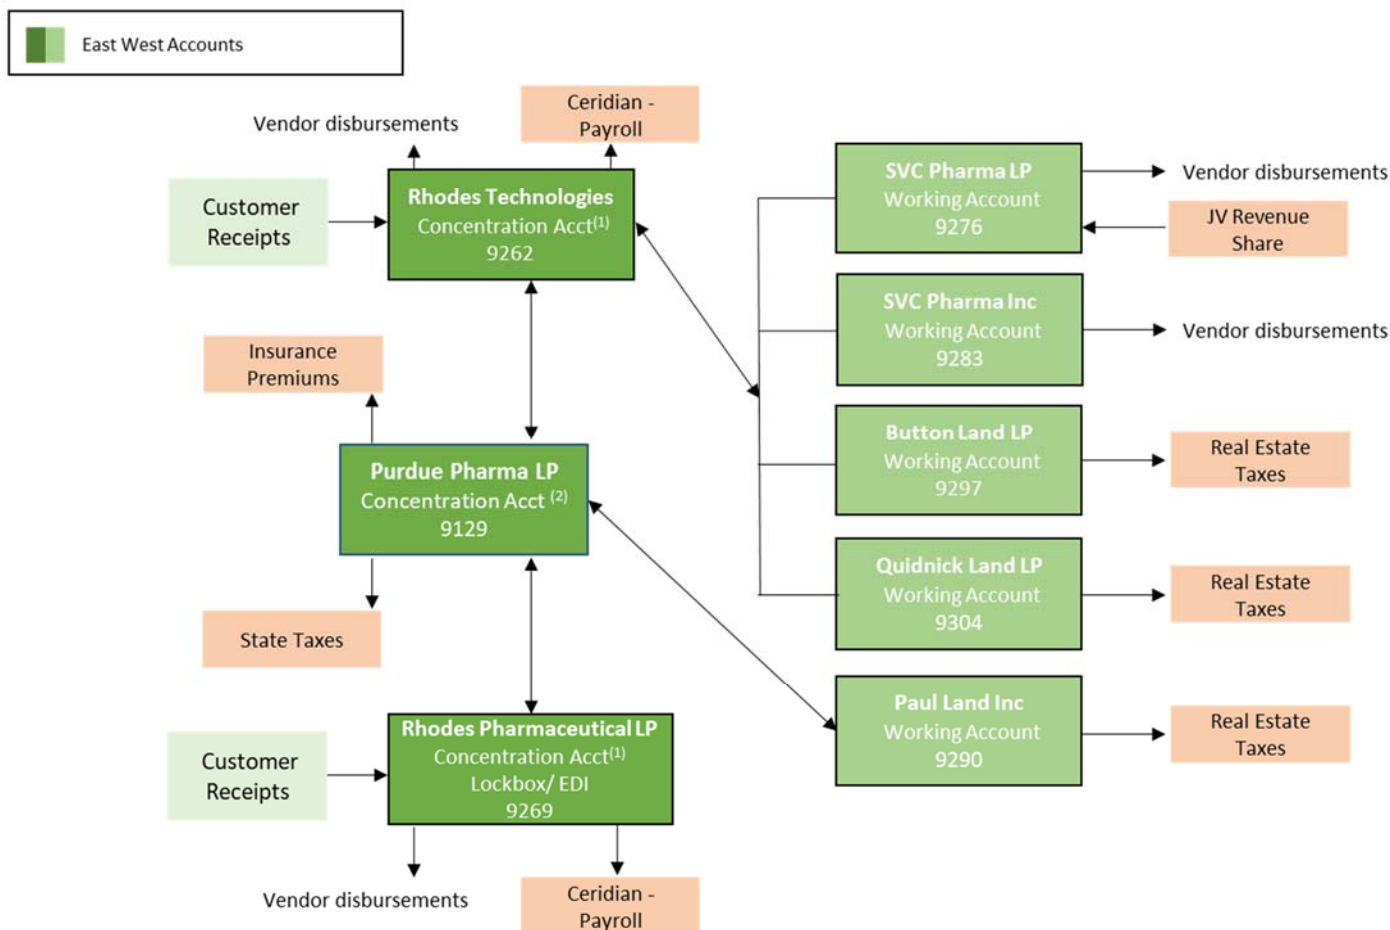 East West Accounts
Vendor disbursements
Ceridian -
Payroll
Customer
Receipts
Rhodes Technologies
Concentration Acct(1)
9262
SVC Pharma LP
Working Account
9276
Vendor disbursements
JV Revenue
Share
SVC Pharma Inc
Working Account
9283
Vendor disbursements
Insurance
Premiums
Button Land LP
Working Account
9297
Real Estate
Taxes
Purdue Pharma LP
Concentration Acct (2)
9129
Quidnick Land LP
Working Account
9304
Real Estate
Taxes
State Taxes
Paul Land Inc
Working Account
9290
Real Estate
Taxes
Customer
Receipts
Rhodes Pharmaceutical LP
Concentration Acct(1)
Lockbox/ EDI
9269
Vendor disbursements
Ceridian -
Payroll